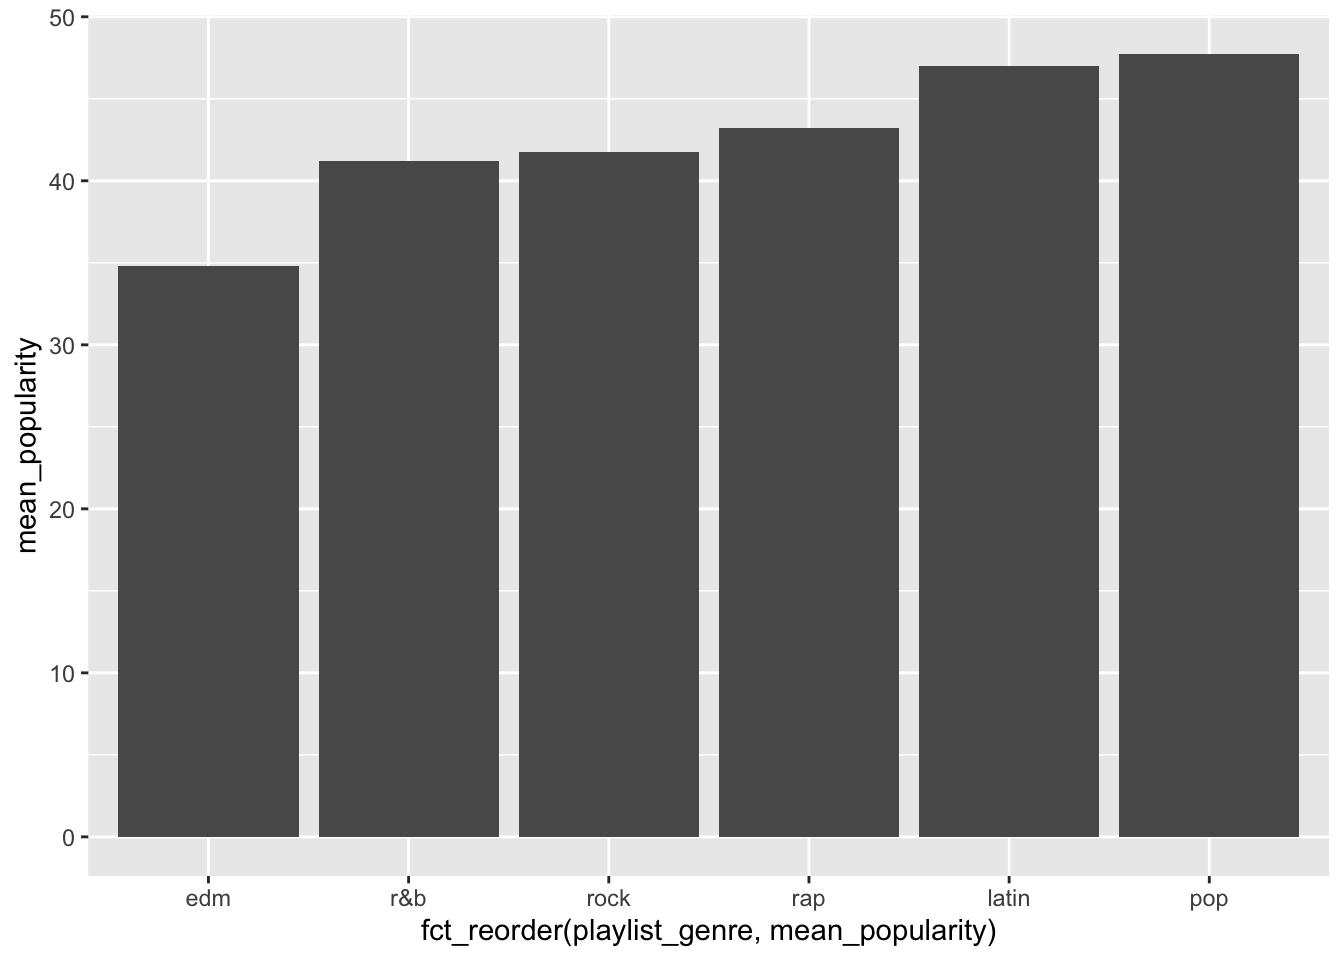 50
40
30
20
10
0
mean_popularity
edm r&b rock rap latin pop
fct_reorder(playlist_genre, mean_popularity)